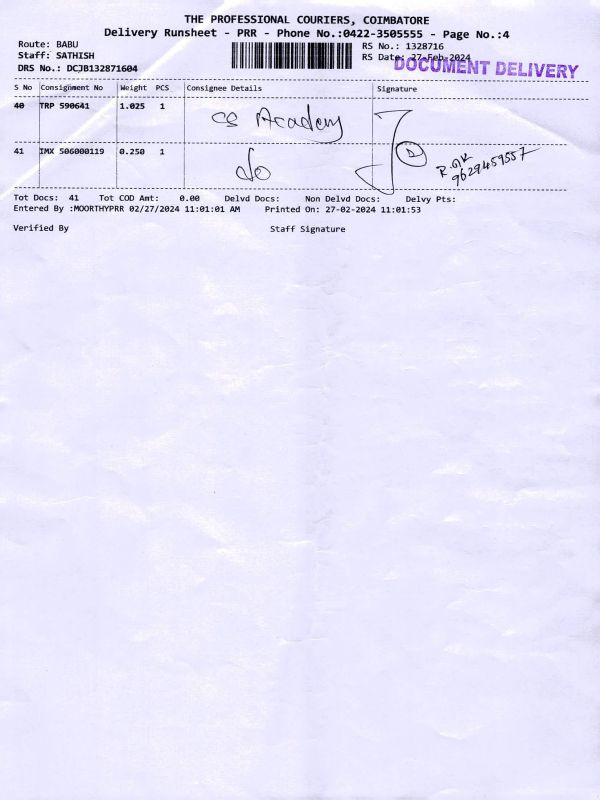 THE PROFESSIONAL COURIERS, COIMBATORE
Delivery Runsheet - PRR - Phone No.:0422-3505555 - Page No.:4
Route: BABU
Staff: SATHISH
DRS No.: DCJB132871604
RS No.: 1328716
RS Date: 27-Feb-2024
DOCUMENT DELIVERY
S No Consignment No Weight PCS Consignee Details Signature
40 TRP 590641 1.025 1 CS Academy
41 IMX 506000119 0.250 1 do
9629459557
Tot Docs: 41 Tot COD Amt: 0.00 Delvd Docs: Non Delvd Docs: Delvy Pts:
Entered By :MOORTHYPRR 02/27/2024 11:01:01 AM Printed On: 27-02-2024 11:01:53
Verified By Staff Signature